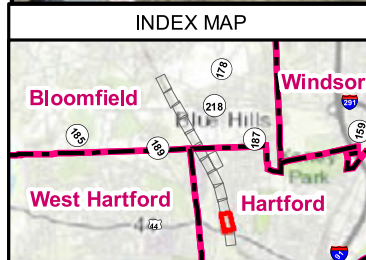 INDEX MAP
178
Windsor
Bloomfield
291
218
Blue Hills
185
189
187
159
Park
West Hartford
Hartford
44
91